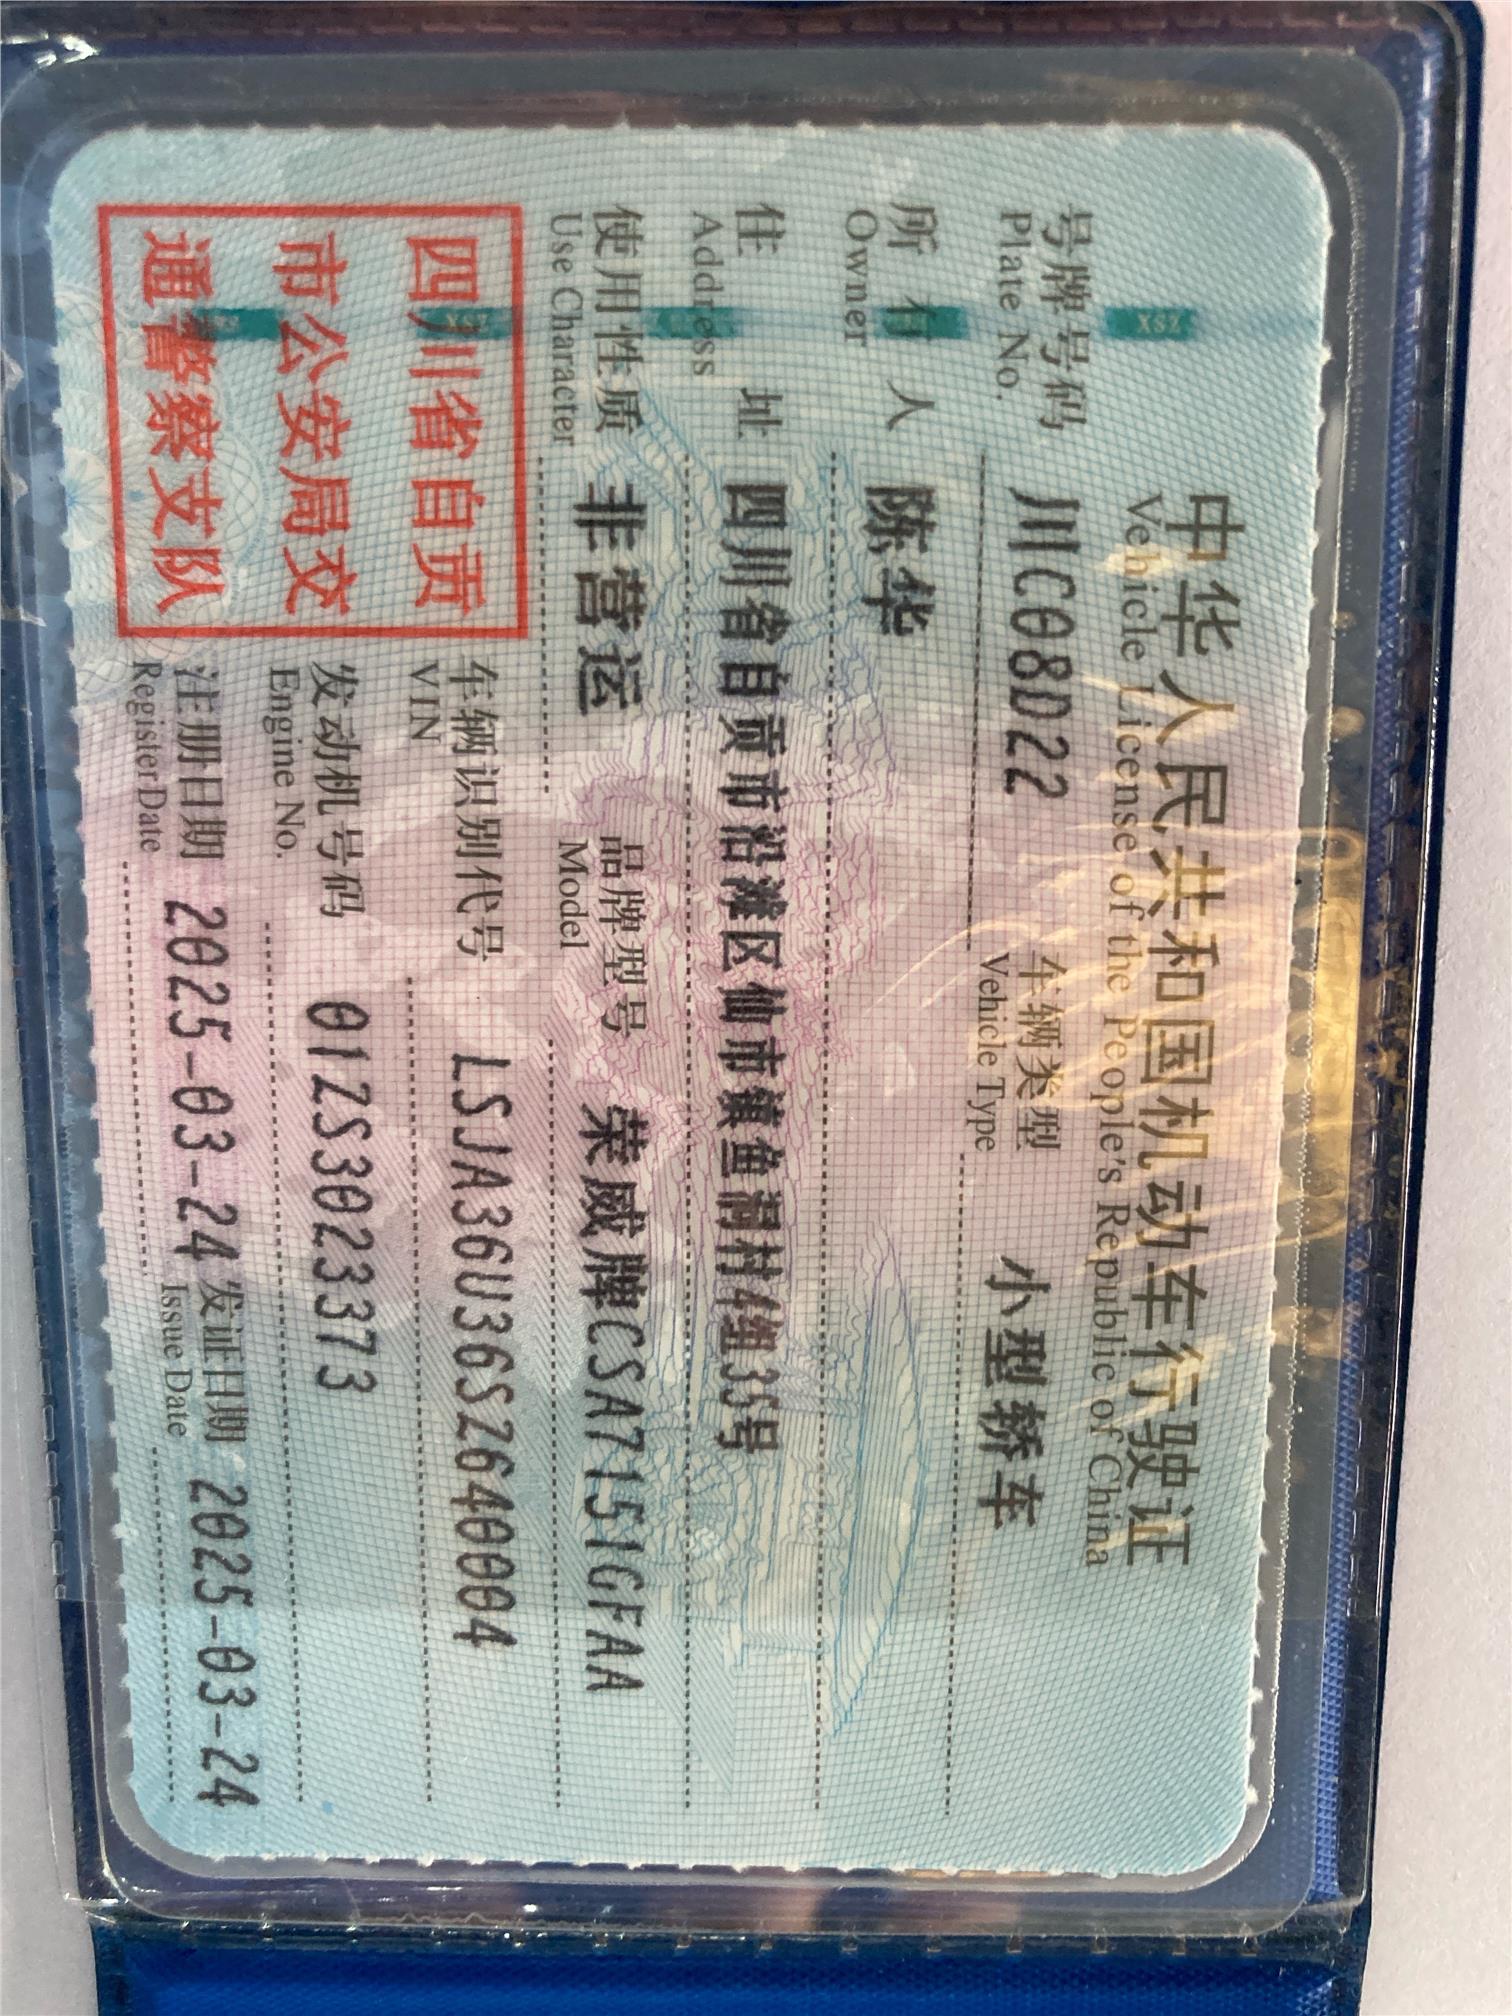 中华人民共和国机动车行驶证
Vehicle License of the People's Republic of China
号牌号码 川C08D22 车辆类型 小型轿车
Plate No. Vehicle Type
所有人 陈华
Owner
住址 四川省自贡市沿滩区仙市镇鱼洞村4组35号
Address
使用性质 非营运 品牌型号 荣威牌CSA7151GFAA
Use Character Model
四川省自贡
市公安局交
通警察支队
车辆识别代号 LSJA36U36SZ640004
VIN
发动机号码 01ZS3023373
Engine No.
注册日期 2025-03-24 发证日期 2025-03-24
Register Date Issue Date